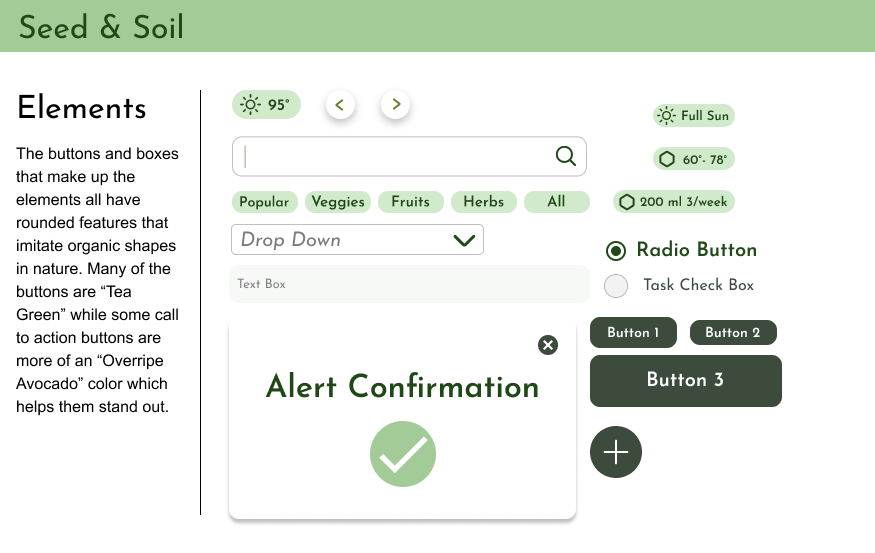 Seed & Soil
Elements
The buttons and boxes
that make up the
elements all have
rounded features that
imitate organic shapes
in nature. Many of the
buttons are “Tea
Green” while some call
to action buttons are
more of an “Overripe
Avocado” color which
helps them stand out.
95°
< >
Popular Veggies Fruits Herbs All
Drop Down
Text Box
Alert Confirmation
Full Sun
60°- 78°
200 ml 3/week
Radio Button
Task Check Box
Button 1 Button 2
Button 3